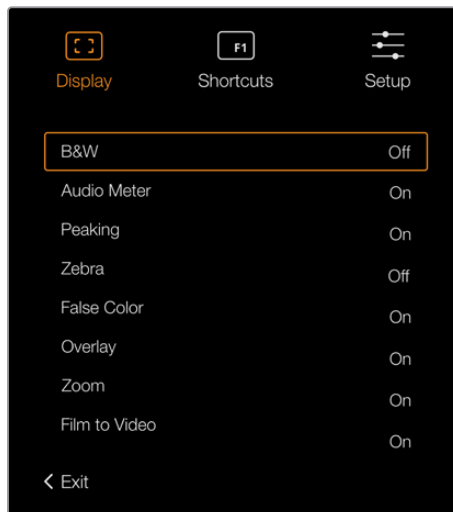 F1
Display Shortcuts Setup
B&W Off
Audio Meter On
Peaking On
Zebra Off
False Color On
Overlay On
Zoom On
Film to Video On
Exit